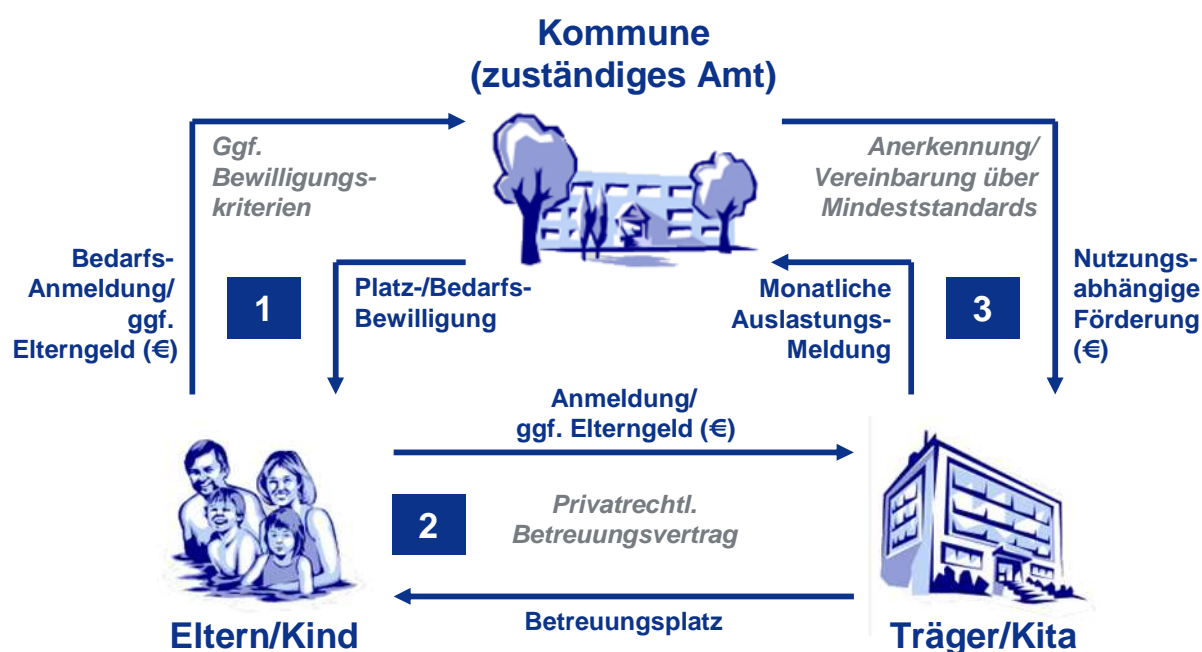 Kommune
(zuständiges Amt)
Ggf.
Bewilligungs-
kriterien
Anerkennung/
Vereinbarung über
Mindeststandards
Bedarfs-
Anmeldung/
ggf.
Elterngeld (€)
1
Platz-/Bedarfs-
Bewilligung
Monatliche
Auslastungs-
Meldung
3
Nutzungs-
abhängige
Förderung
(€)
Anmeldung/
ggf. Elterngeld (€)
2
Privatrechtl.
Betreuungsvertrag
Betreuungsplatz
Eltern/Kind
Träger/Kita